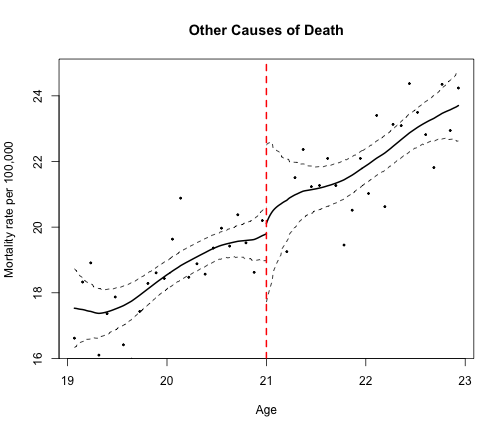 Other Causes of Death
Mortality rate per 100,000
24
22
20
18
16
19 20 21 22 23
Age